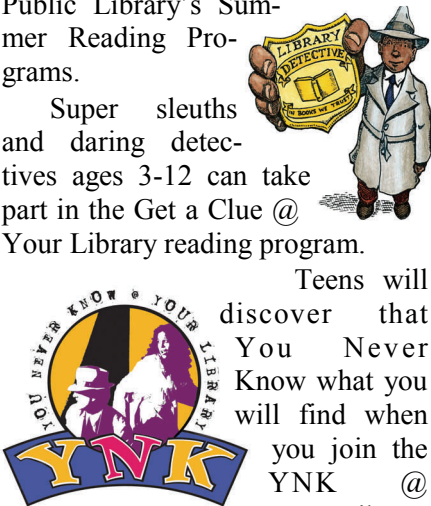 Public Library's Sum-
mer Reading Pro-
grams.
LIBRARY
DETECTIVE
IN BOOKS WE TRUST
Super sleuths
and daring detec-
tives ages 3-12 can take
part in the Get a Clue @
Your Library reading program.
YOU NEVER KNOW @ YOUR LIBRARY
YNK
Teens will
discover that
You Never
Know what you
will find when
you join the
YNK @